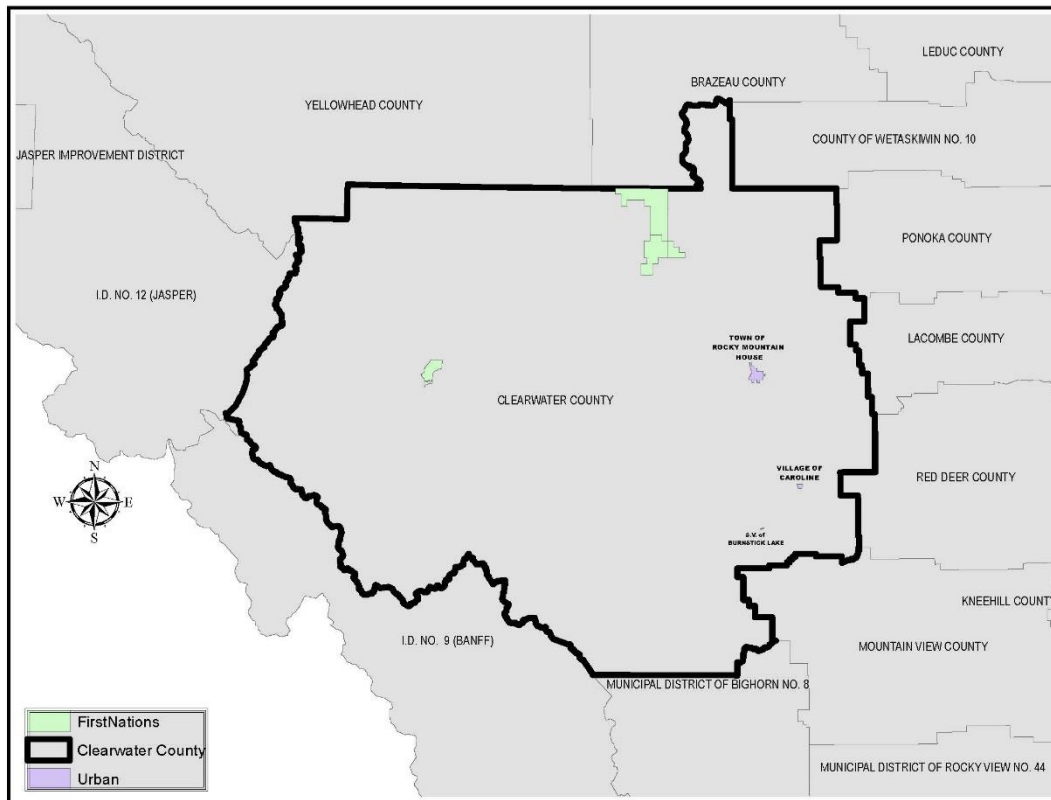 LEDUC COUNTY
BRAZEAU COUNTY
YELLOWHEAD COUNTY
COUNTY OF WETASKIWIN NO. 10
JASPER IMPROVEMENT DISTRICT
PONOKA COUNTY
I.D. NO. 12 (JASPER)
LACOMBE COUNTY
TOWN OF
ROCKY MOUNTAIN
HOUSE
CLEARWATER COUNTY
VILLAGE OF
CAROLINE
RED DEER COUNTY
N
W E
S
S.V. of
BURNSTICK LAKE
KNEEHILL COUNTY
I.D. NO. 9 (BANFF)
MOUNTAIN VIEW COUNTY
MUNICIPAL DISTRICT OF BIGHORN NO. 8
FirstNations
Clearwater County
Urban
MUNICIPAL DISTRICT OF ROCKY VIEW NO. 44